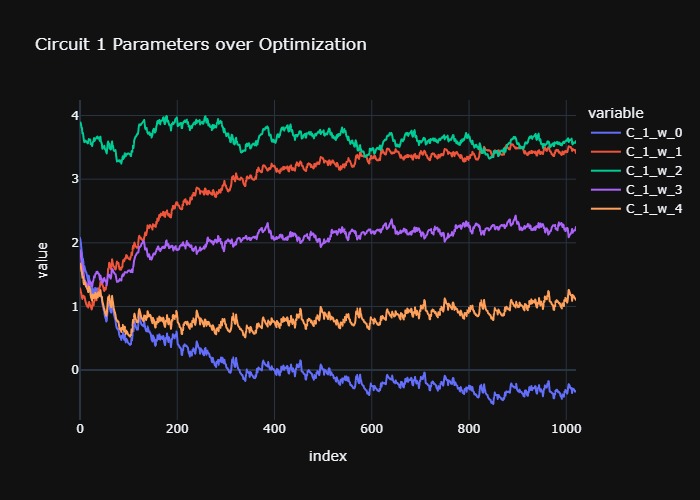 Circuit 1 Parameters over Optimization
variable
C_1_w_0
C_1_w_1
C_1_w_2
C_1_w_3
C_1_w_4
value
4
3
2
1
0
0 200 400 600 800 1000
index